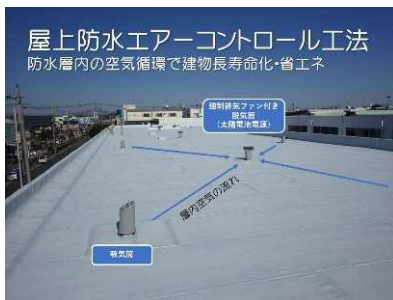 屋上防水エアーコントロール工法
防水層内の空気循環で建物長寿命化・省エネ
強制排気ファン付き
脱気筒
(太陽電池電源)
層内空気の流れ
吸気筒